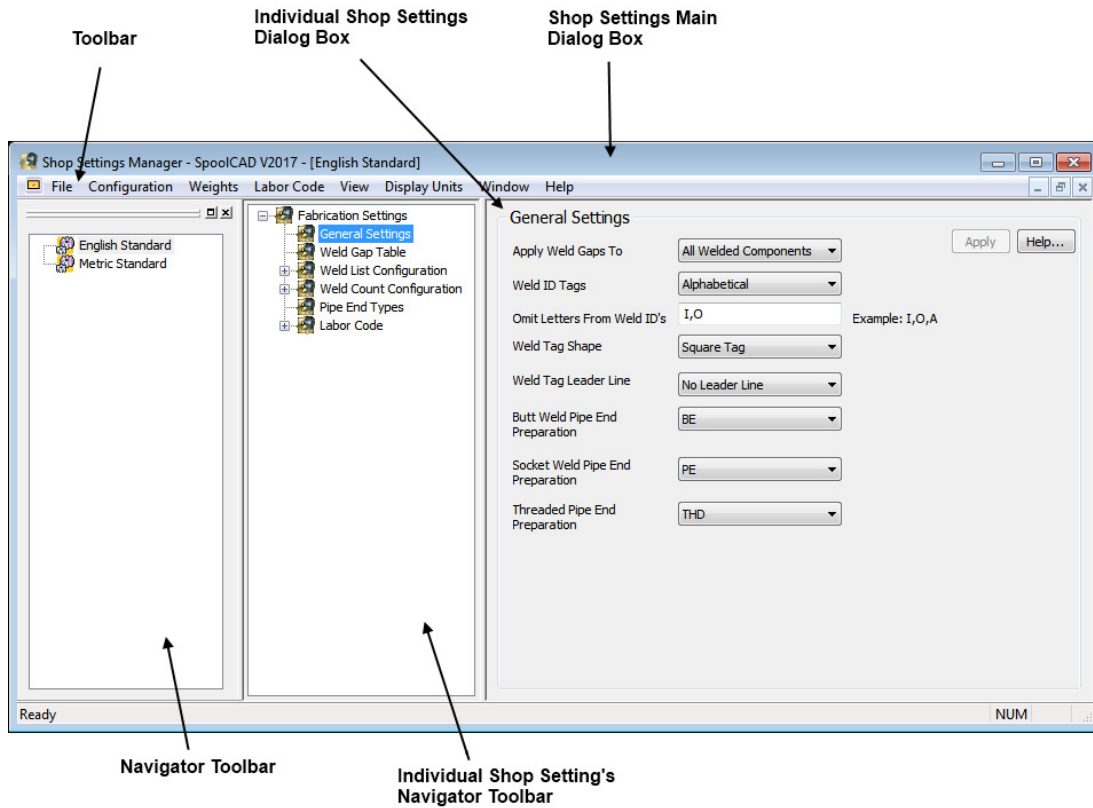 Individual Shop Settings
Dialog Box
Shop Settings Main
Dialog Box
Toolbar
Shop Settings Manager - SpoolCAD V2017 - [English Standard]
File Configuration Weights Labor Code View Display Units Window Help
English Standard
Metric Standard
Fabrication Settings
General Settings
Weld Gap Table
Weld List Configuration
Weld Count Configuration
Pipe End Types
Labor Code
General Settings
Apply Help...
Apply Weld Gaps To All Welded Components
Weld ID Tags Alphabetical
Omit Letters From Weld ID's I,O Example: I,O,A
Weld Tag Shape Square Tag
Weld Tag Leader Line No Leader Line
Butt Weld Pipe End
Preparation
BE
Socket Weld Pipe End
Preparation
PE
Threaded Pipe End
Preparation
THD
Ready NUM
Navigator Toolbar
Individual Shop Setting's
Navigator Toolbar